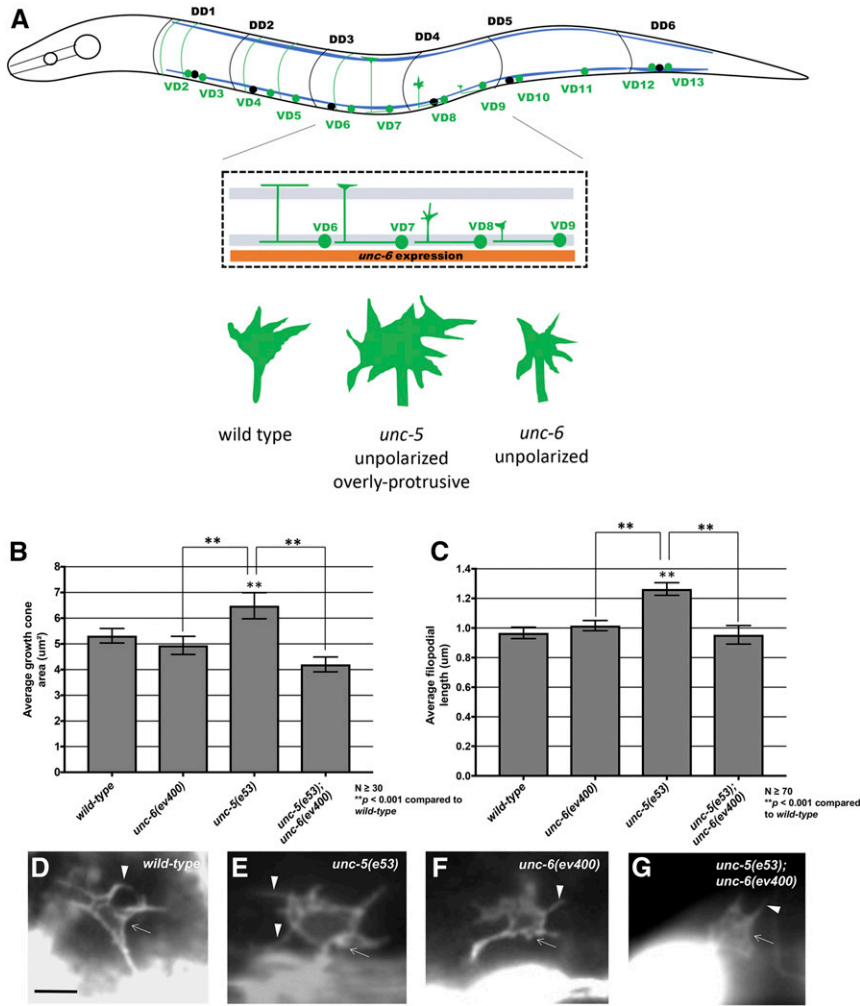 A
DD1
DD2
DD3
DD4
DD5
DD6
VD2
VD3
VD4
VD5
VD6
VD7
VD8
VD9
VD10
VD11
VD12
VD13
VD6
VD7
VD8
VD9
unc-6 expression
wild type
unc-5
unpolarized
overly-protrusive
unc-6
unpolarized
B
**
**
**
Average growth cone
area (um²)
8
7
6
5
4
3
2
1
0
wild-type
unc-6(ev400)
unc-5(e53)
unc-5(e53);
unc-6(ev400)
N ≥ 30
**p < 0.001 compared to
wild-type
C
**
**
**
Average filopodial
length (um)
1.4
1.2
1.0
0.8
0.6
0.4
0.2
0.0
wild-type
unc-6(ev400)
unc-5(e53)
unc-5(e53);
unc-6(ev400)
N ≥ 70
**p < 0.001 compared
to wild-type
D
wild-type
E
unc-5(e53)
F
unc-6(ev400)
G
unc-5(e53);
unc-6(ev400)